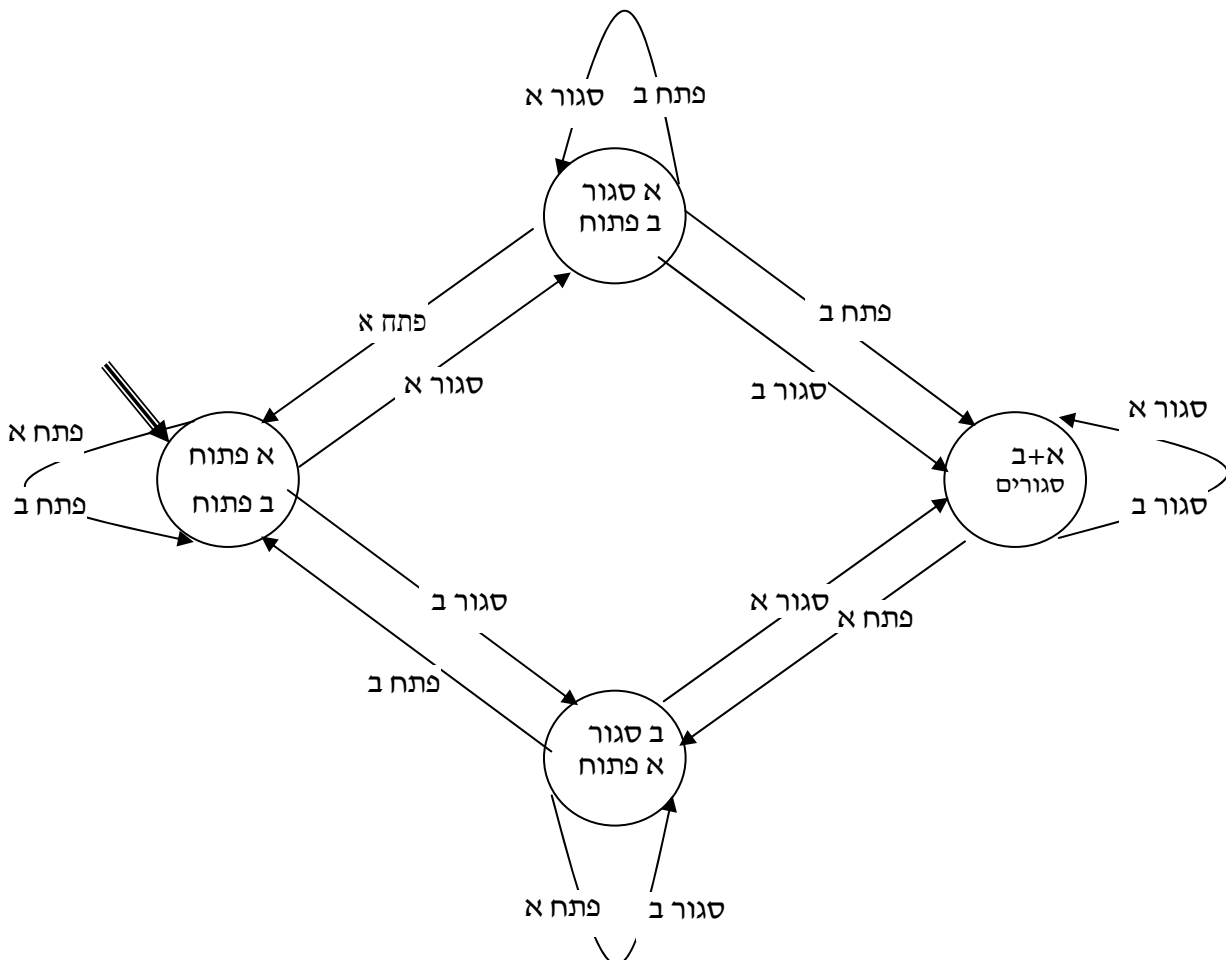 סגור א
פתח ב
א סגור
ב פתוח
פתח א
פתח ב
סגור א
סגור ב
סגור א
פתח א
א פתוח
א+ב
סגורים
פתח ב
ב פתוח
סגור ב
סגור ב
סגור א
פתח א
פתח ב
ב סגור
א פתוח
פתח א
סגור ב